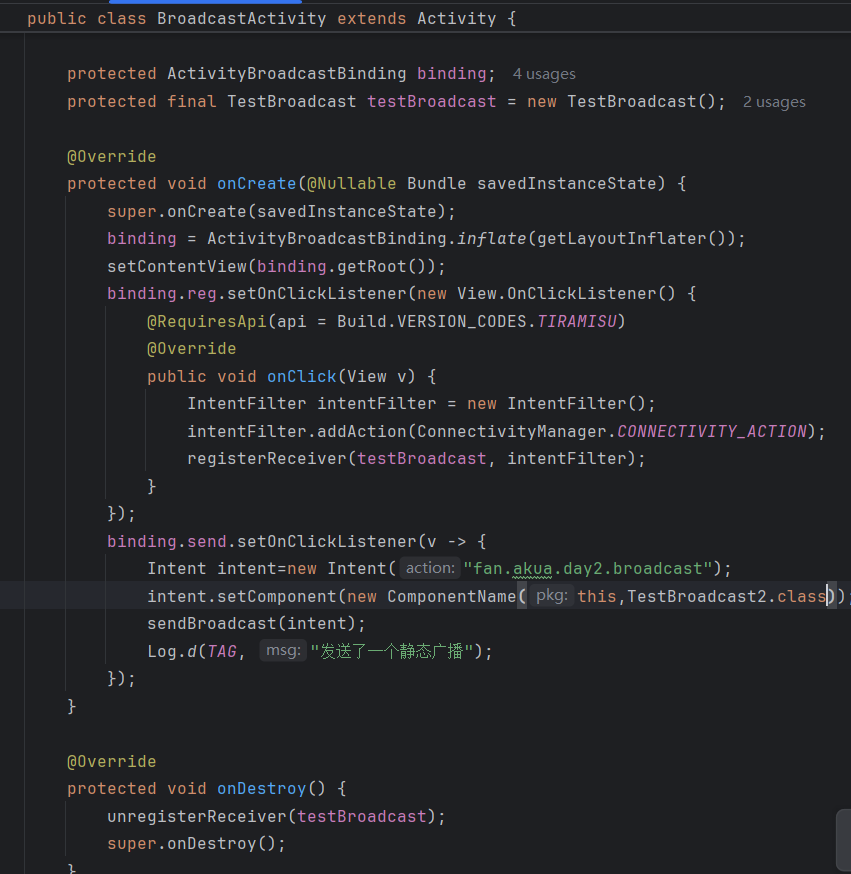 public class BroadcastActivity extends Activity {
protected ActivityBroadcastBinding binding; 4 usages
protected final TestBroadcast testBroadcast = new TestBroadcast(); 2 usages
@Override
protected void onCreate(@Nullable Bundle savedInstanceState) {
super.onCreate(savedInstanceState);
binding = ActivityBroadcastBinding.inflate(getLayoutInflater());
setContentView(binding.getRoot());
binding.reg.setOnClickListener(new View.OnClickListener() {
@RequiresApi(api = Build.VERSION_CODES.TIRAMISU)
@Override
public void onClick(View v) {
IntentFilter intentFilter = new IntentFilter();
intentFilter.addAction(ConnectivityManager.CONNECTIVITY_ACTION);
registerReceiver(testBroadcast, intentFilter);
}
});
binding.send.setOnClickListener(v -> {
Intent intent=new Intent( action: "fan.akua.day2.broadcast");
intent.setComponent(new ComponentName( pkg: this,TestBroadcast2.class));
sendBroadcast(intent);
Log.d(TAG, msg: "发送了一个静态广播");
});
}
@Override
protected void onDestroy() {
unregisterReceiver(testBroadcast);
super.onDestroy();
}